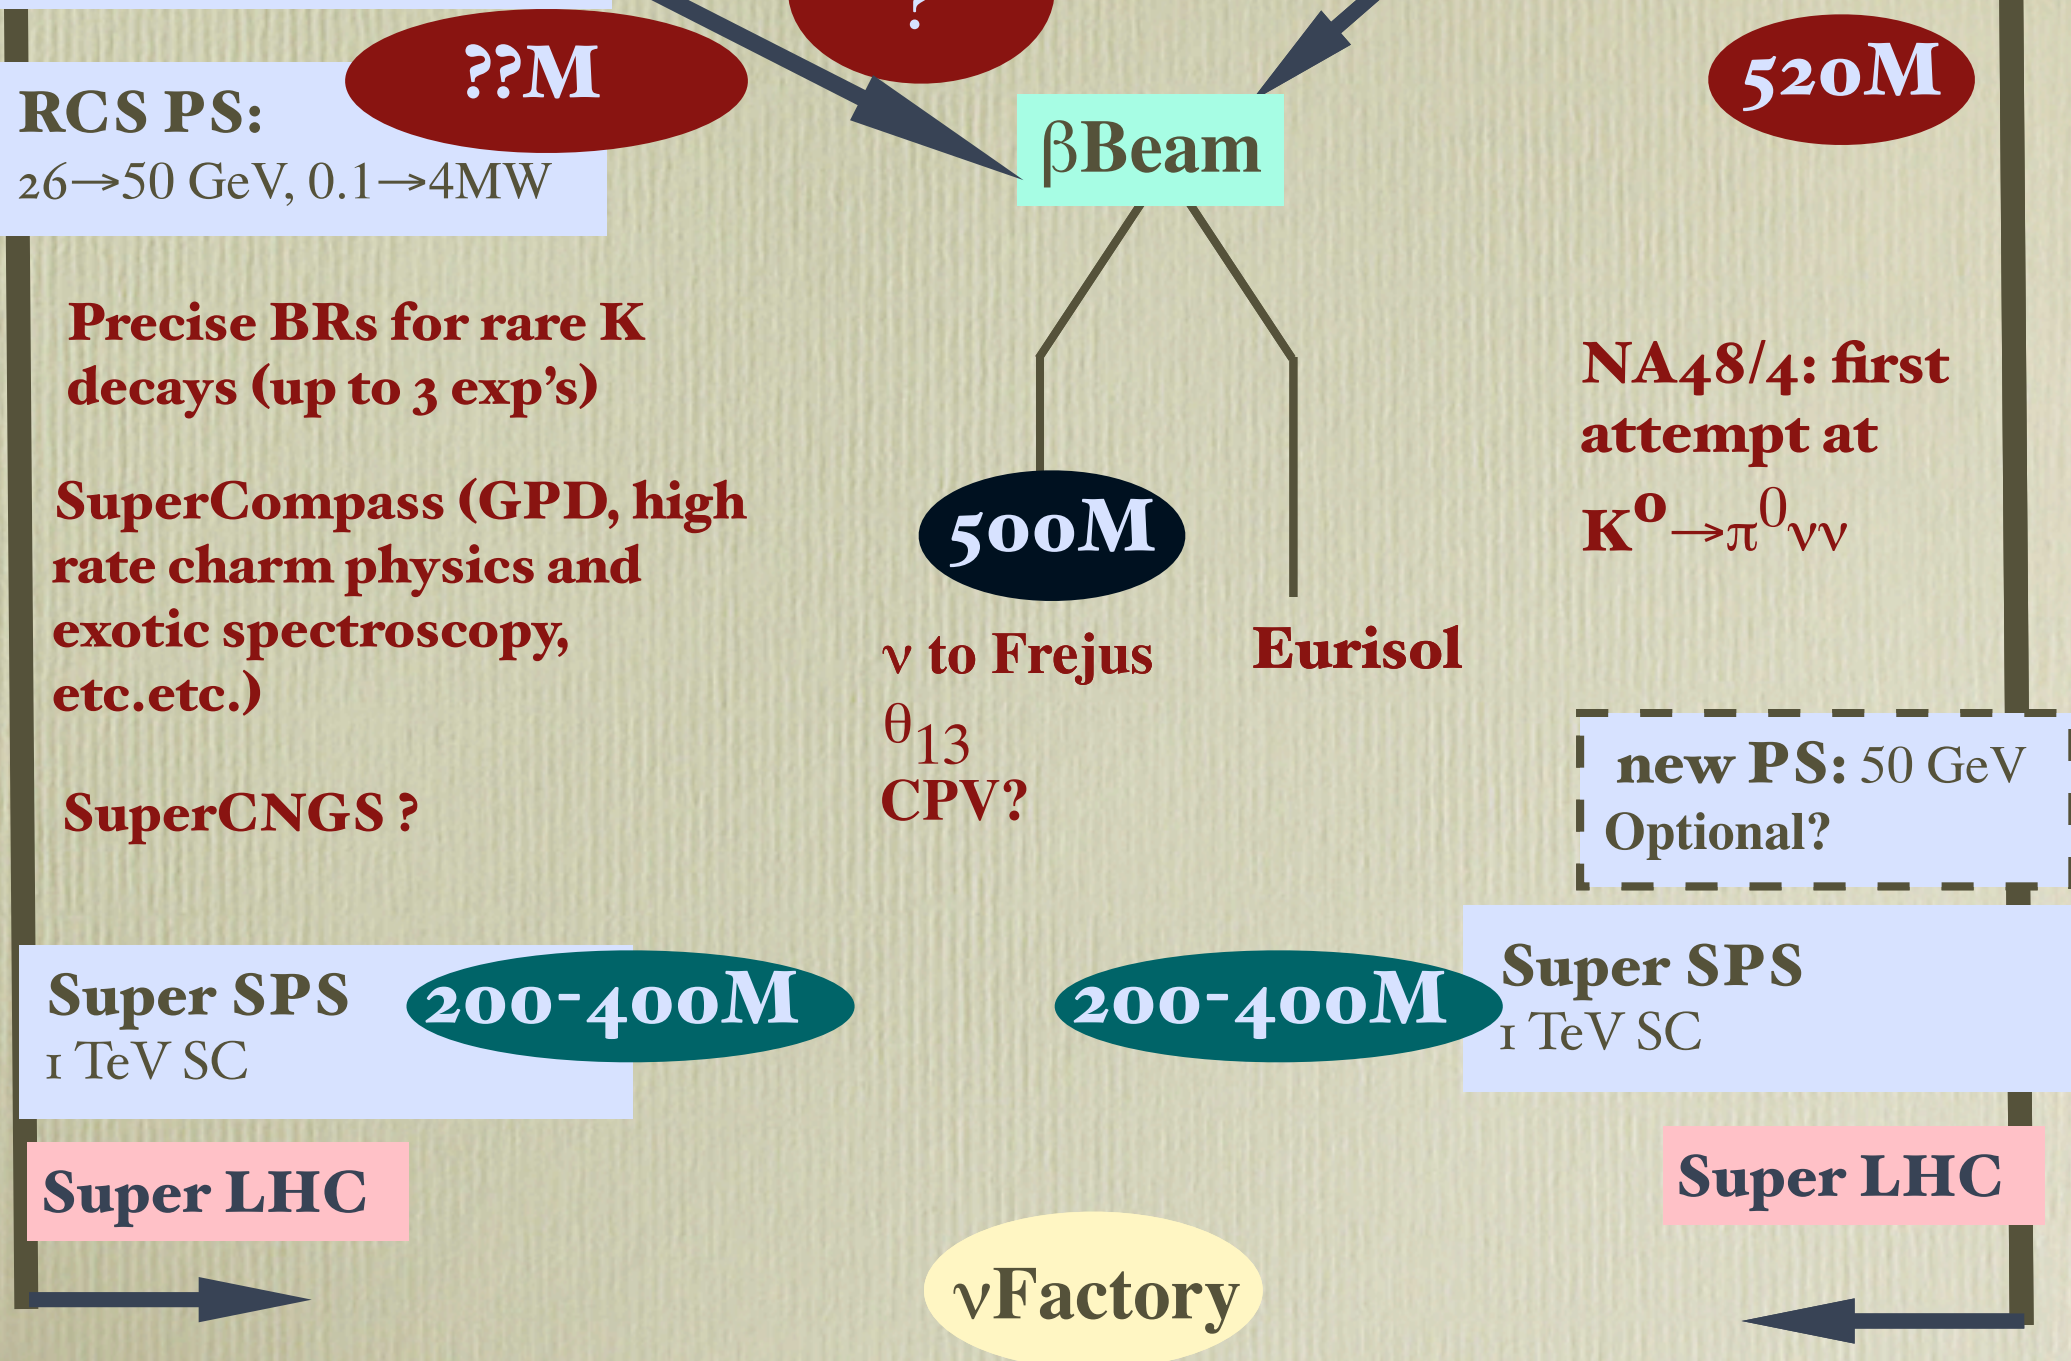 ?
??M
520M
RCS PS:
26→50 GeV, 0.1→4MW
βBeam
Precise BRs for rare K
decays (up to 3 exp's)
SuperCompass (GPD, high
rate charm physics and
exotic spectroscopy,
etc.etc.)
SuperCNGS ?
500M
ν to Frejus
θ13
CPV?
Eurisol
NA48/4: first
attempt at
K⁰→π⁰νν
new PS: 50 GeV
Optional?
Super SPS
1 TeV SC
200-400M
200-400M
Super SPS
1 TeV SC
Super LHC
Super LHC
νFactory